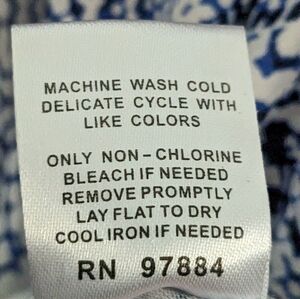 MACHINE WASH COLD
DELICATE CYCLE WITH
LIKE COLORS
ONLY NON-CHLORINE
BLEACH IF NEEDED
REMOVE PROMPTLY
LAY FLAT TO DRY
COOL IRON IF NEEDED
RN 97884